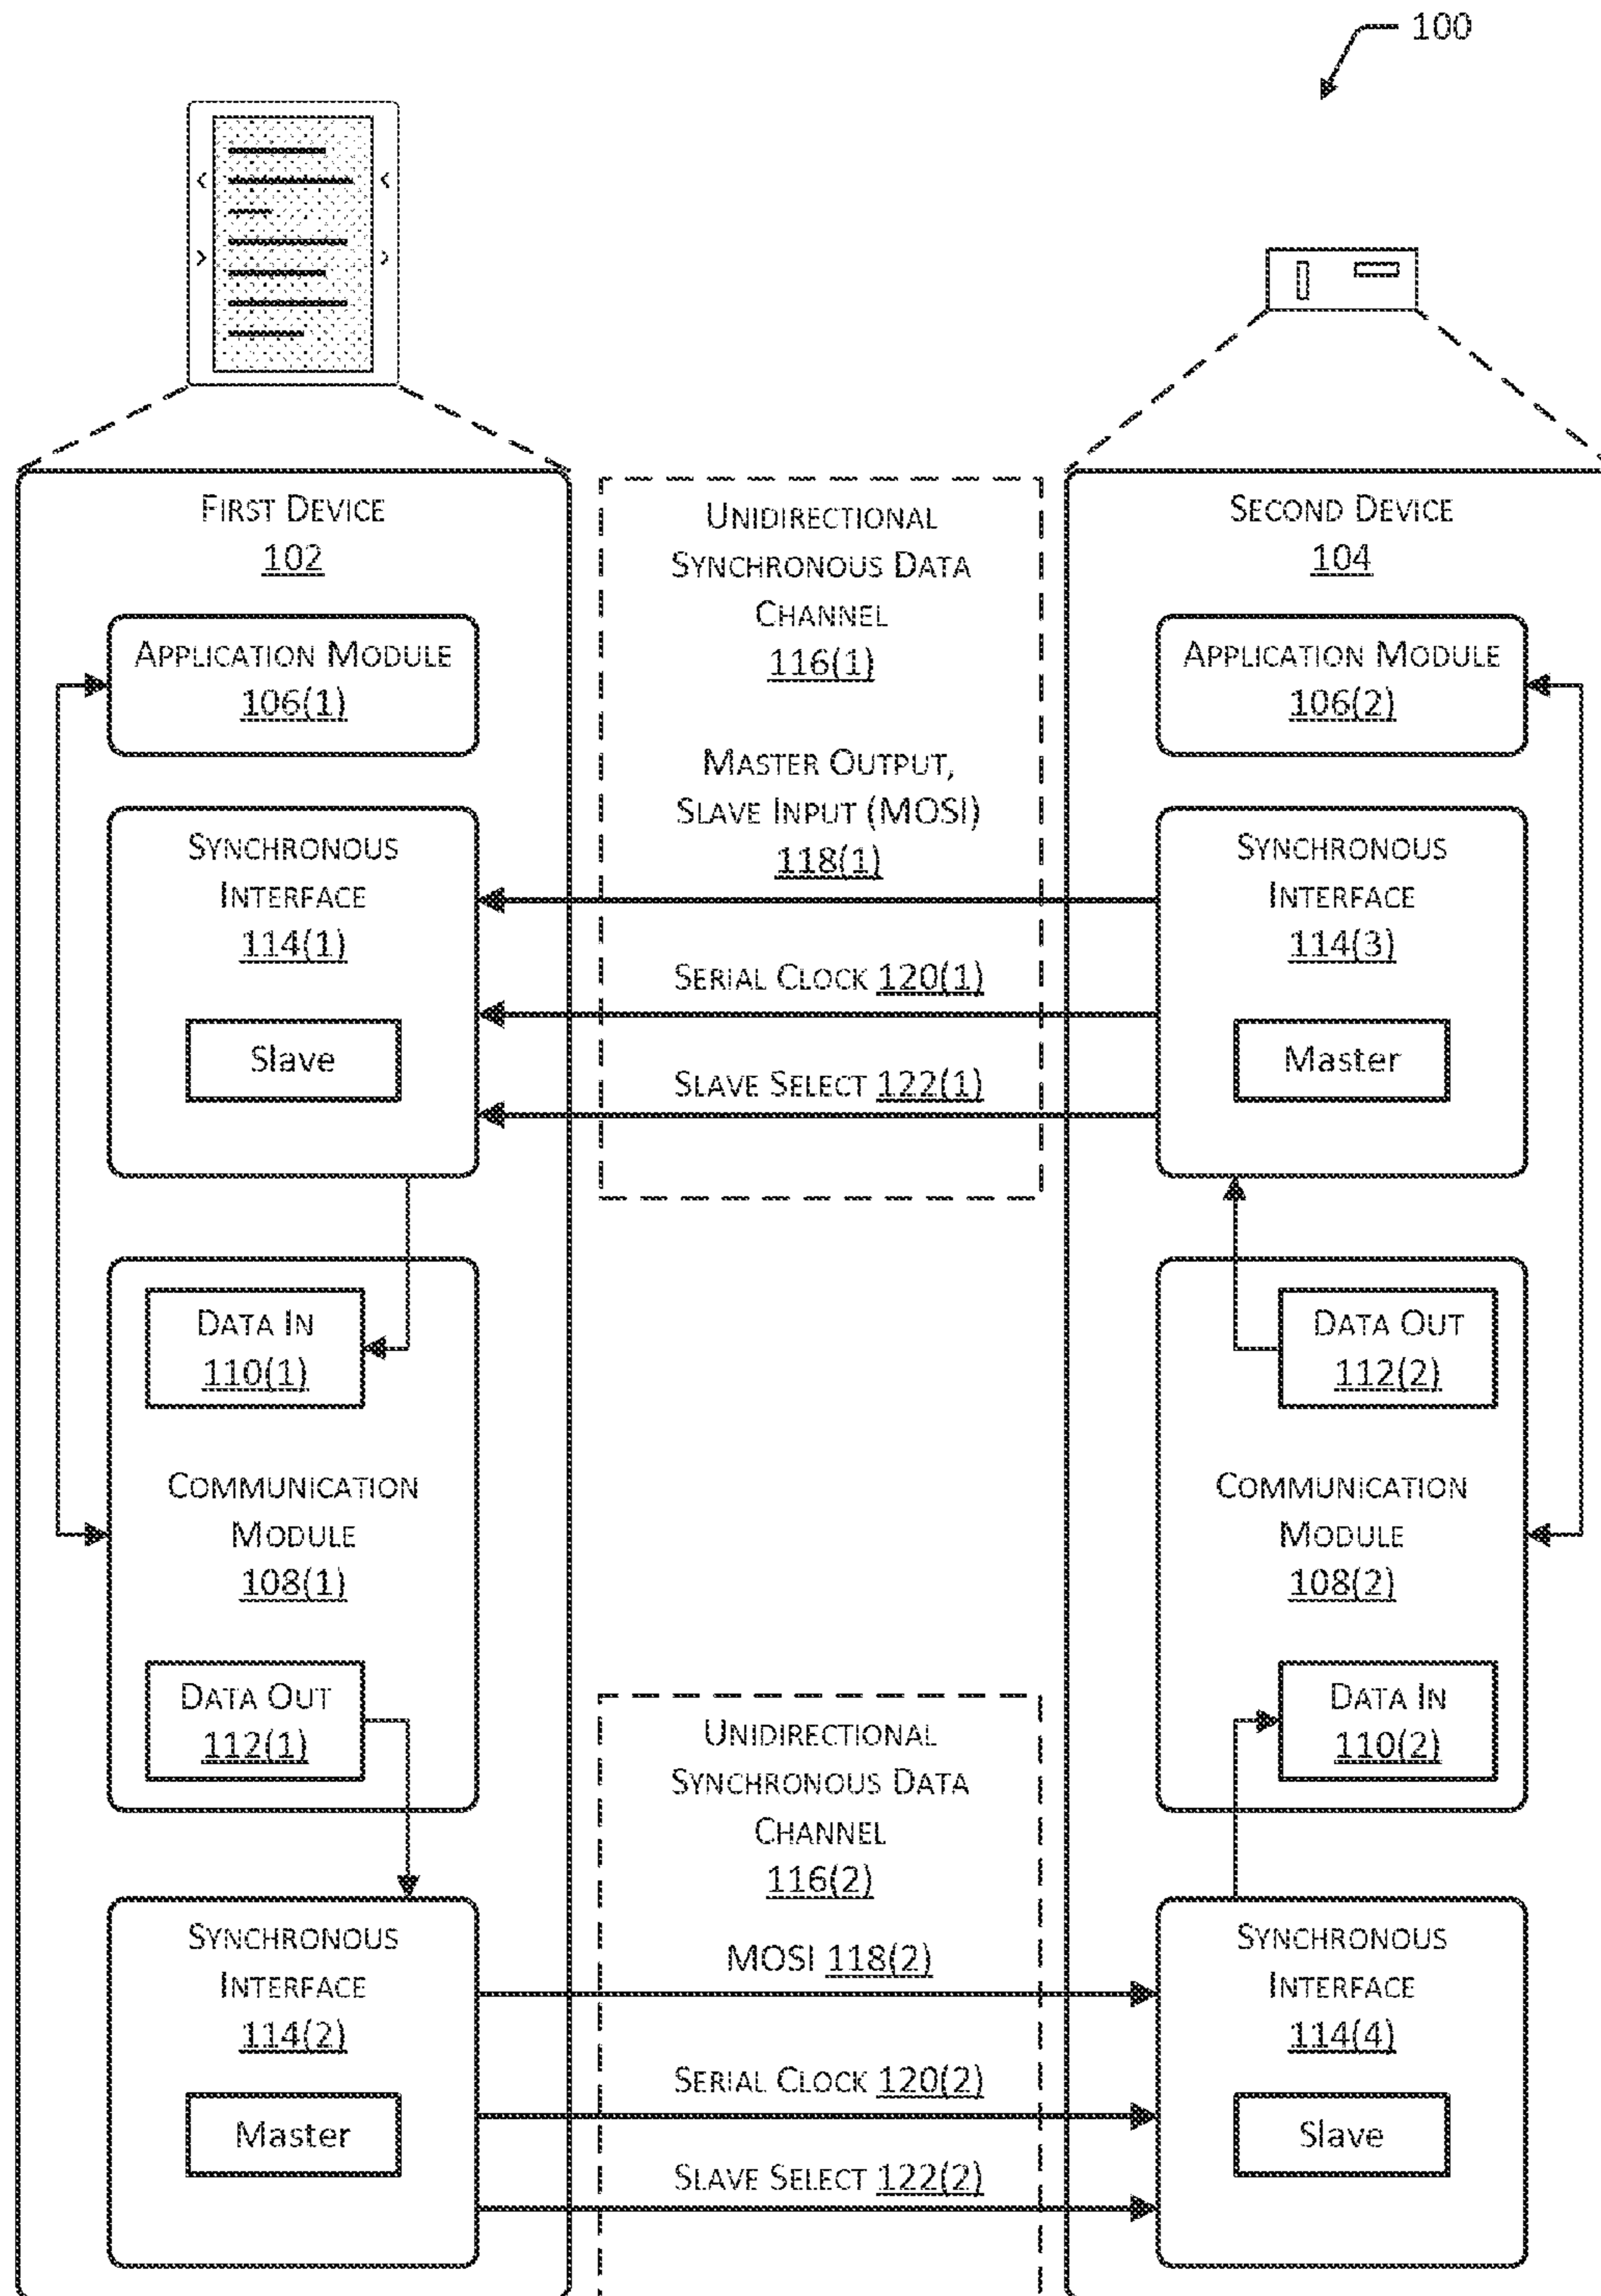 100
FIRST DEVICE
102
APPLICATION MODULE
106(1)
SYNCHRONOUS
INTERFACE
114(1)
Slave
DATA IN
110(1)
COMMUNICATION
MODULE
108(1)
DATA OUT
112(1)
SYNCHRONOUS
INTERFACE
114(2)
Master
UNIDIRECTIONAL
SYNCHRONOUS DATA
CHANNEL
116(1)
MASTER OUTPUT,
SLAVE INPUT (MOSI)
118(1)
SERIAL CLOCK 120(1)
SLAVE SELECT 122(1)
UNIDIRECTIONAL
SYNCHRONOUS DATA
CHANNEL
116(2)
MOSI 118(2)
SERIAL CLOCK 120(2)
SLAVE SELECT 122(2)
SECOND DEVICE
104
APPLICATION MODULE
106(2)
SYNCHRONOUS
INTERFACE
114(3)
Master
DATA OUT
112(2)
COMMUNICATION
MODULE
108(2)
DATA IN
110(2)
SYNCHRONOUS
INTERFACE
114(4)
Slave